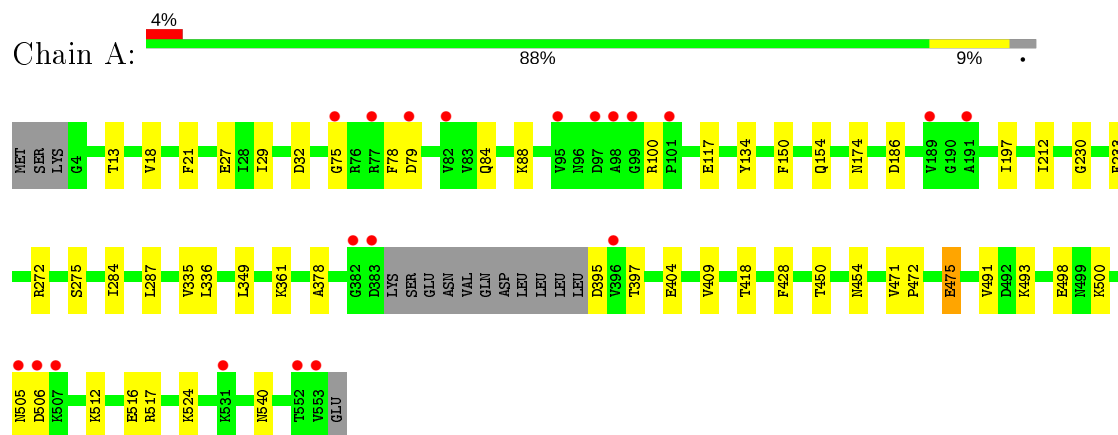 4%
Chain A:
88% 9% •
MET SER LYS G4 T13 V18 F21 E27 I28 I29 D32 G75 R76 R77 F78 D79 V82 V83 Q84 K88 V95 N96 D97 A98 G99 R100 P101 E117 Y134 F150 Q154 N174 D186 V189 G190 A191 I197 I212 G230
R272 S275 I284 L287 V335 L336 L349 K361 A378 G382 D383 LYS SER GLU ASN VAL GLN ASP LEU LEU LEU LEU D395 V396 T397 E404 V409 T418 F428 T450 N454 V471 P472 E475 V491 D492 K493 E498 N499 K500
N505 D506 K507 K512 E516 R517 K524 K531 N540 T552 V553 GLU